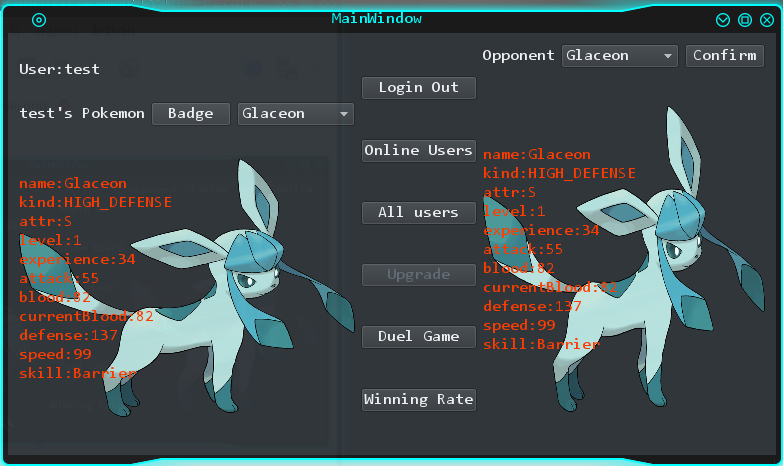 MainWindow
User:test
test's Pokemon Badge Glaceon
name:Glaceon
kind:HIGH_DEFENSE
attr:S
level:1
experience:34
attack:55
blood:82
currentBlood:82
defense:137
speed:99
skill:Barrier
Login Out
Online Users
All users
Upgrade
Duel Game
Winning Rate
Opponent Glaceon Confirm
name:Glaceon
kind:HIGH_DEFENSE
attr:S
level:1
experience:34
attack:55
blood:82
currentBlood:82
defense:137
speed:99
skill:Barrier